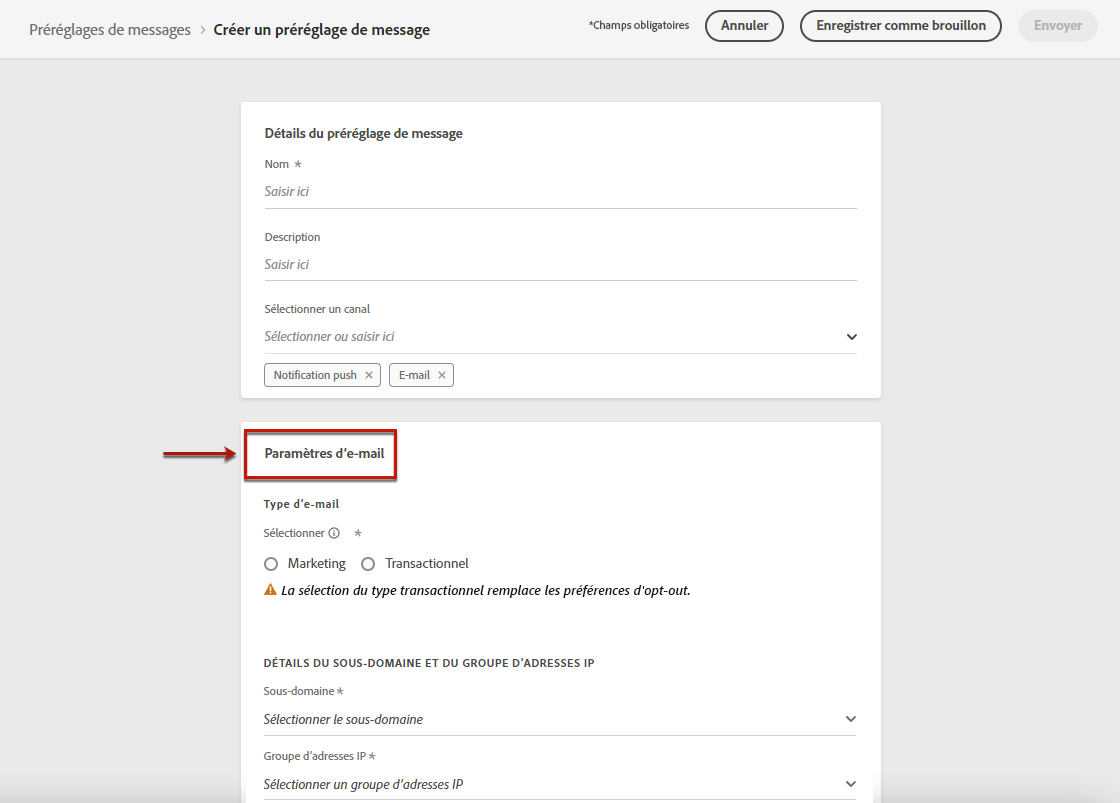 Préréglages de messages > Créer un préréglage de message
*Champs obligatoires
Annuler
Enregistrer comme brouillon
Envoyer
Détails du préréglage de message
Nom *
Saisir ici
Description
Saisir ici
Sélectionner un canal
Sélectionner ou saisir ici
Notification push × E-mail ×
Paramètres d'e-mail
Type d'e-mail
Sélectionner *
Marketing Transactionnel
La sélection du type transactionnel remplace les préférences d'opt-out.
DÉTAILS DU SOUS-DOMAINE ET DU GROUPE D'ADRESSES IP
Sous-domaine *
Sélectionner le sous-domaine
Groupe d'adresses IP *
Sélectionner un groupe d'adresses IP